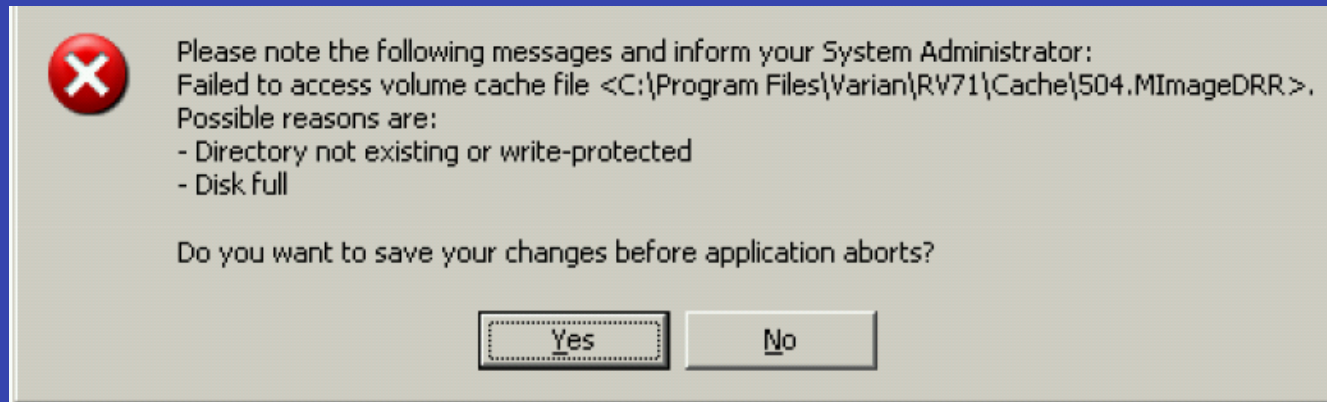 Please note the following messages and inform your System Administrator:
Failed to access volume cache file <C:\Program Files\Varian\RV71\Cache\504.MImageDRR>.
Possible reasons are:
- Directory not existing or write-protected
- Disk full
Do you want to save your changes before application aborts?
Yes
No